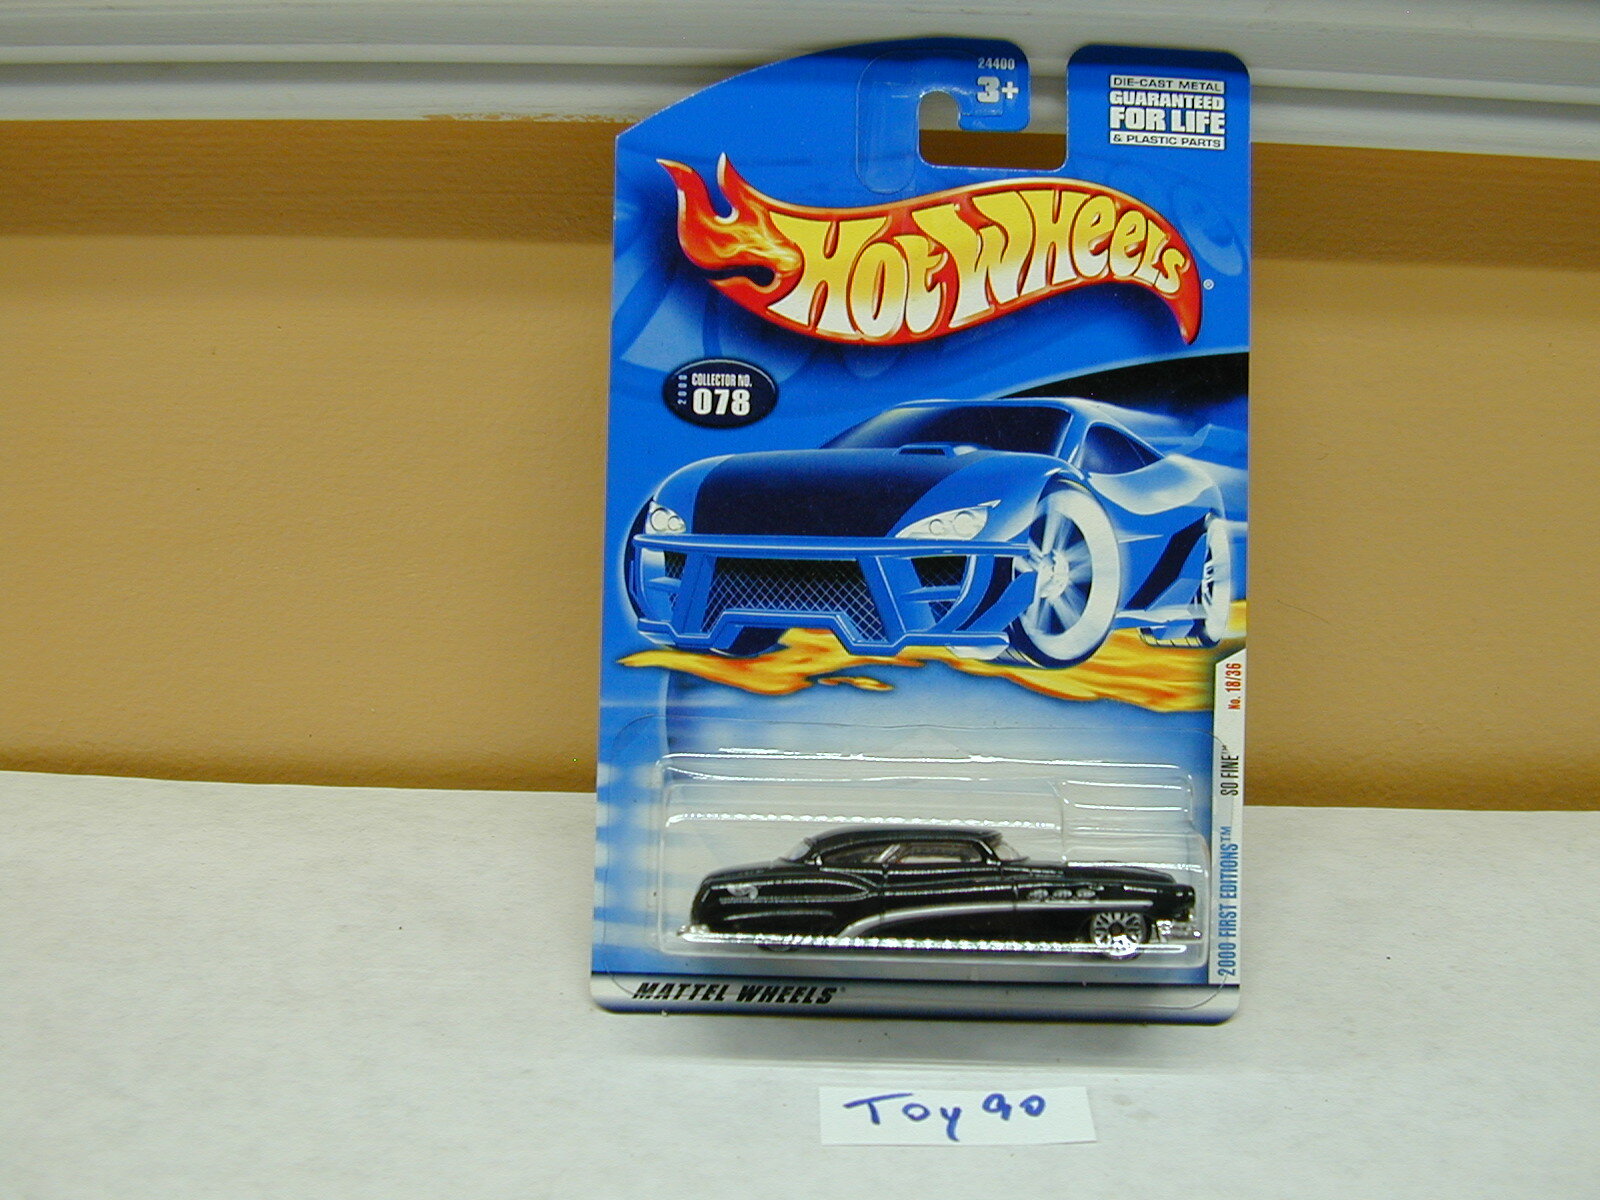 24400
3+
DIE-CAST METAL
GUARANTEED
FOR LIFE
& PLASTIC PARTS
HOT WHEELS®
2000
COLLECTOR NO.
078
2000 FIRST EDITIONS™ SO FINE™ No. 18/36
MATTEL WHEELS®
Toy 90